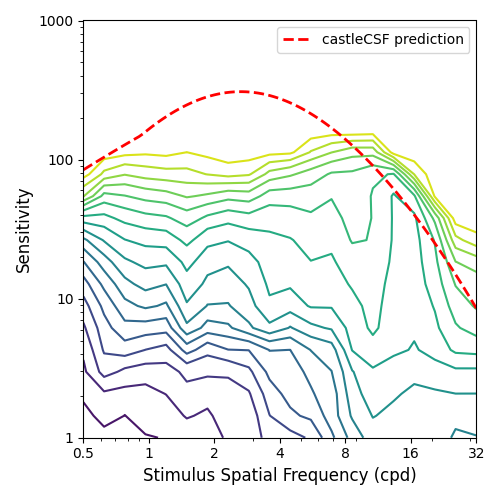 1000
castleCSF prediction
100
Sensitivity
10
1
0.5 1 2 4 8 16 32
Stimulus Spatial Frequency (cpd)